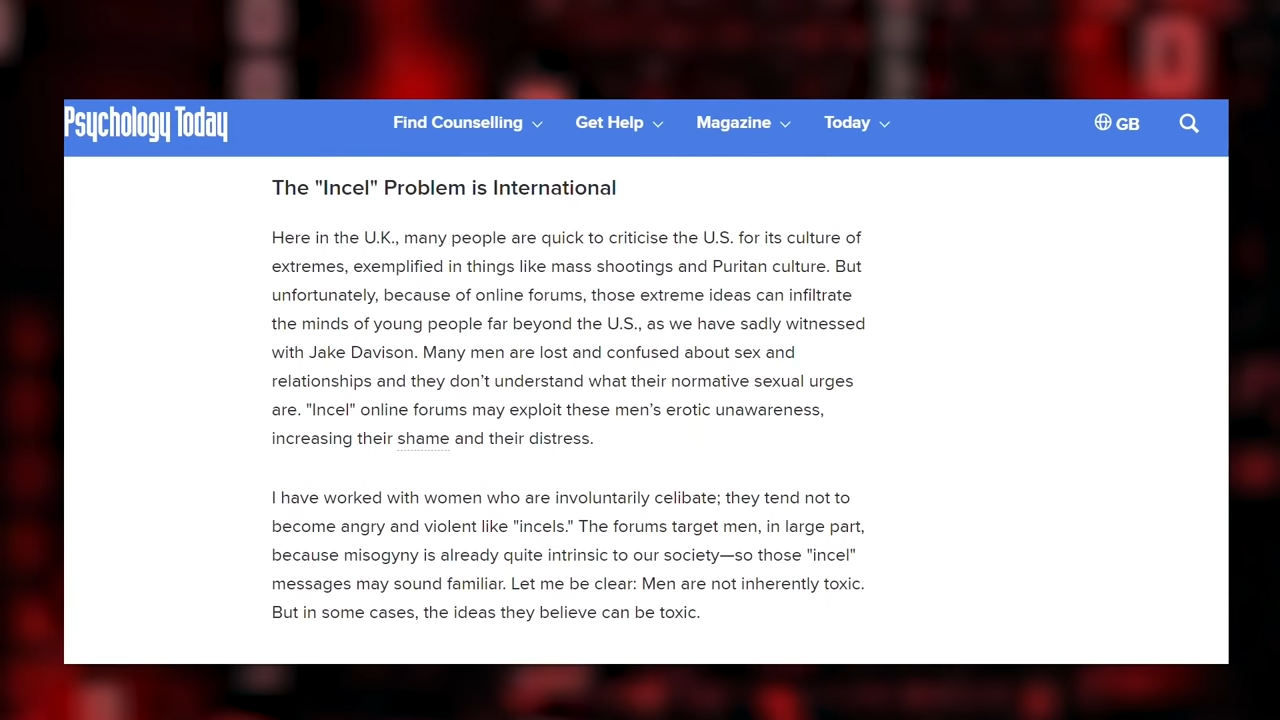 Psychology Today
Find Counselling Get Help Magazine Today GB
The "Incel" Problem is International
Here in the U.K., many people are quick to criticise the U.S. for its culture of
extremes, exemplified in things like mass shootings and Puritan culture. But
unfortunately, because of online forums, those extreme ideas can infiltrate
the minds of young people far beyond the U.S., as we have sadly witnessed
with Jake Davison. Many men are lost and confused about sex and
relationships and they don’t understand what their normative sexual urges
are. "Incel" online forums may exploit these men’s erotic unawareness,
increasing their shame and their distress.
I have worked with women who are involuntarily celibate; they tend not to
become angry and violent like "incels." The forums target men, in large part,
because misogyny is already quite intrinsic to our society—so those "incel"
messages may sound familiar. Let me be clear: Men are not inherently toxic.
But in some cases, the ideas they believe can be toxic.